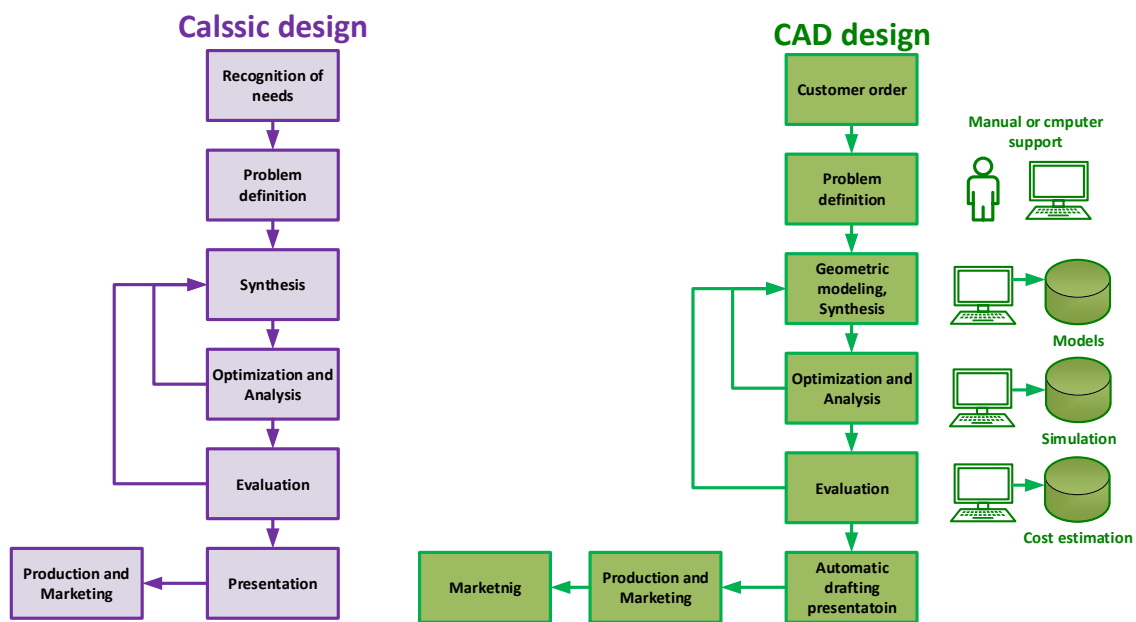 Calssic design
Recognition of
needs
Problem
definition
Synthesis
Optimization and
Analysis
Evaluation
Presentation
Production and
Marketing
CAD design
Customer order
Problem
definition
Geometric
modeling,
Synthesis
Optimization and
Analysis
Evaluation
Automatic
drafting
presentatoin
Production and
Marketing
Marketnig
Manual or cmputer
support
Models
Simulation
Cost estimation